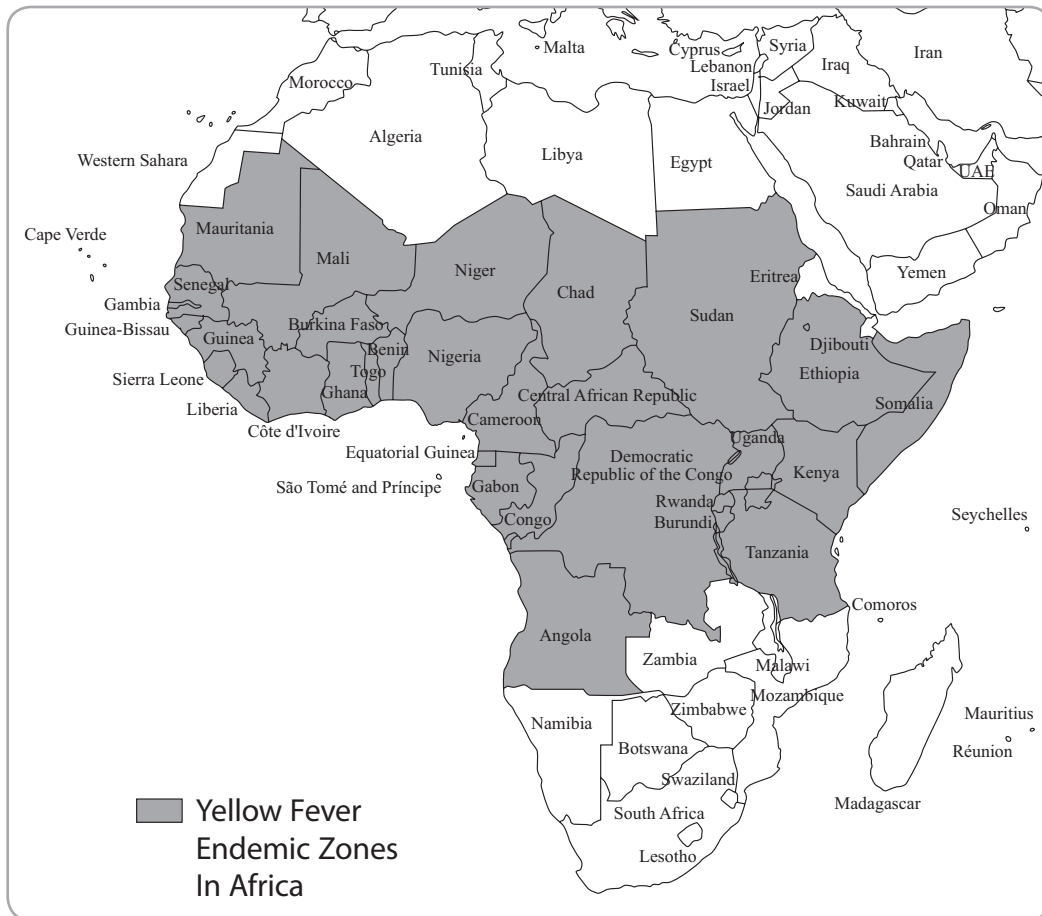 Malta
Cyprus
Syria
Iran
Tunisia
Lebanon
Iraq
Morocco
Israel
Jordan
Kuwait
Algeria
Libya
Egypt
Bahrain
Qatar
Western Sahara
UAE
Saudi Arabia
Oman
Mauritania
Cape Verde
Mali
Niger
Yemen
Senegal
Chad
Eritrea
Gambia
Sudan
Guinea-Bissau
Burkina Faso
Guinea
Djibouti
Benin
Nigeria
Togo
Ethiopia
Sierra Leone
Ghana
Central African Republic
Somalia
Liberia
Cameroon
Côte d'Ivoire
Uganda
Equatorial Guinea
Democratic
Republic of the Congo
Kenya
São Tomé and Príncipe
Gabon
Rwanda
Congo
Burundi
Seychelles
Tanzania
Comoros
Angola
Zambia
Malawi
Mozambique
Zimbabwe
Mauritius
Namibia
Botswana
Réunion
Swaziland
Madagascar
South Africa
Lesotho
Yellow Fever
Endemic Zones
In Africa